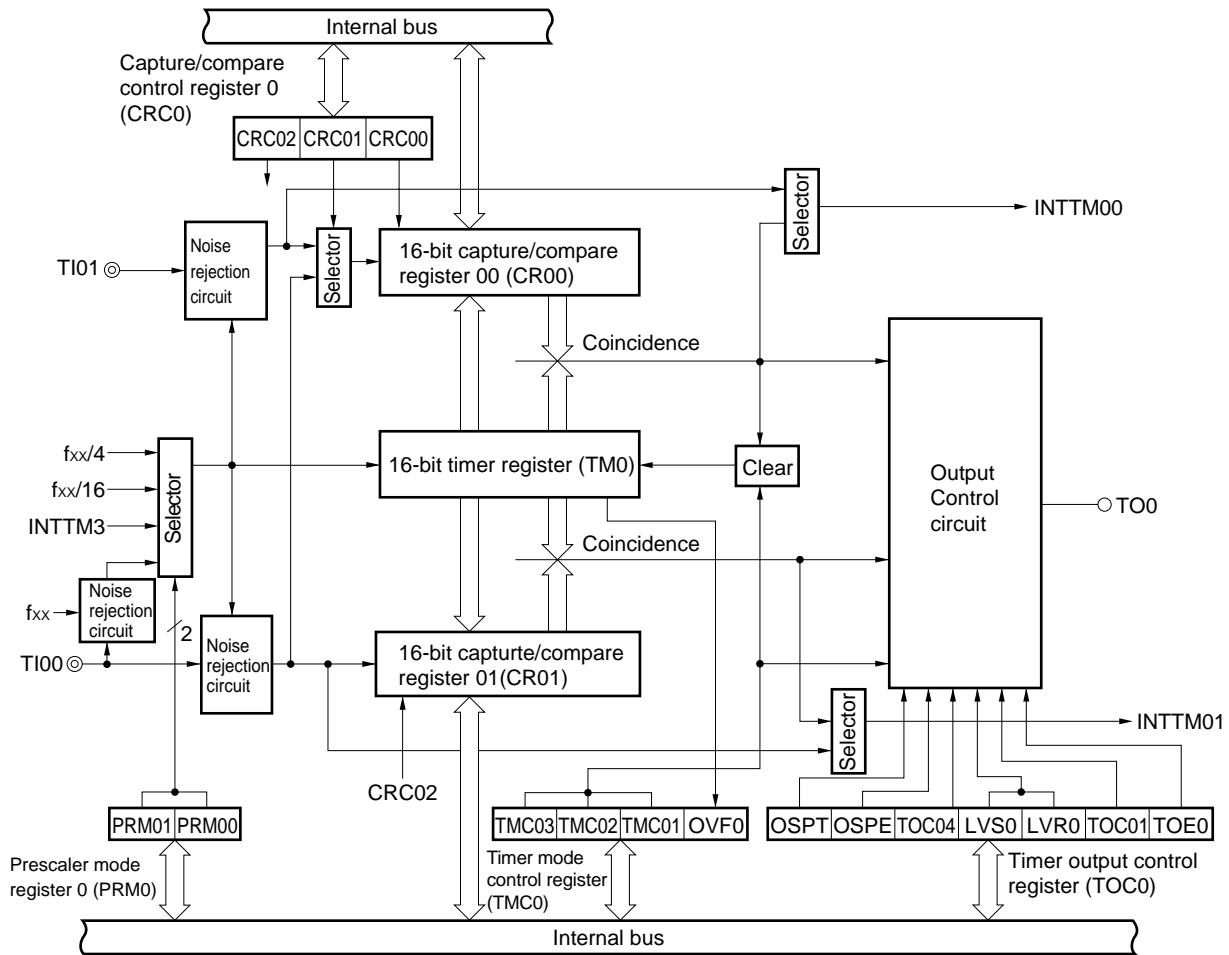 Internal bus
Capture/compare
control register 0
(CRC0)
CRC02 CRC01 CRC00
Selector
INTTM00
Noise
rejection
circuit
Selector
16-bit capture/compare
register 00 (CR00)
TI01
Coincidence
fxx/4
fxx/16
INTTM3
Selector
16-bit timer register (TM0)
Clear
Output
Control
circuit
TO0
Coincidence
fxx
Noise
rejection
circuit
2
TI00
Noise
rejection
circuit
16-bit capturte/compare
register 01(CR01)
Selector
INTTM01
CRC02
PRM01 PRM00
TMC03 TMC02 TMC01 OVF0
OSPT OSPE TOC04 LVS0 LVR0 TOC01 TOE0
Prescaler mode
register 0 (PRM0)
Timer mode
control register
(TMC0)
Timer output control
register (TOC0)
Internal bus